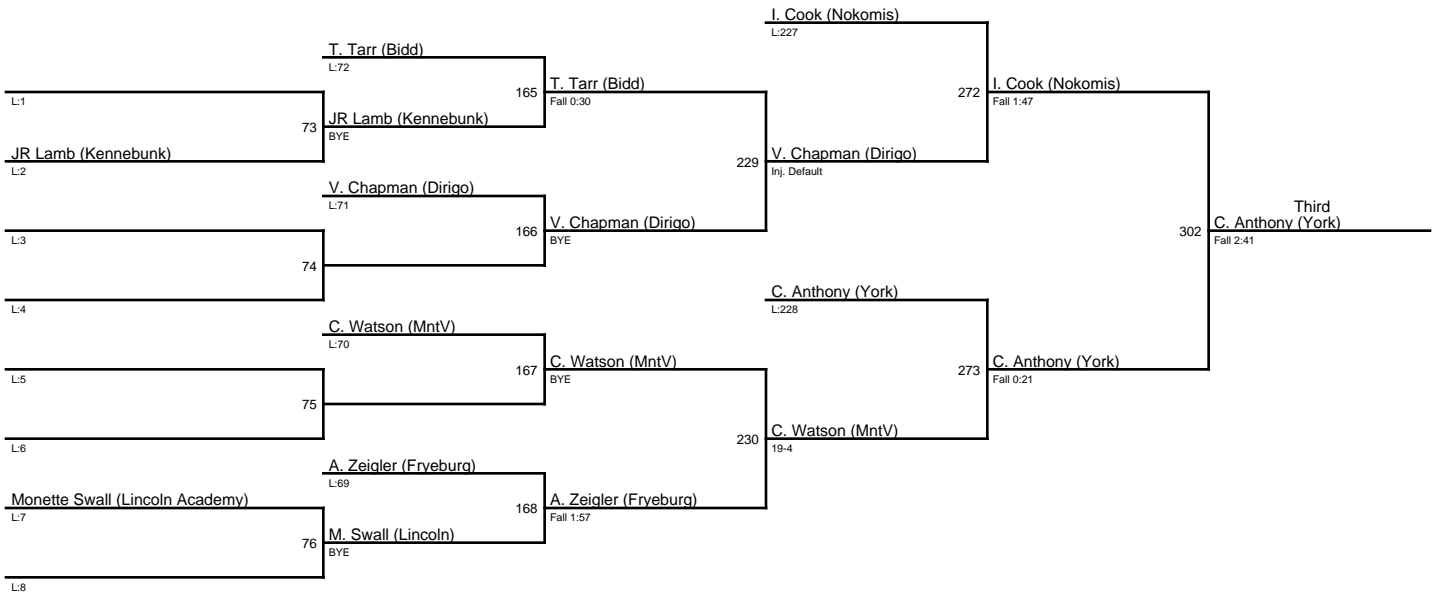 I. Cook (Nokomis)
L:227
T. Tarr (Bidd)
L:72
165
T. Tarr (Bidd)
Fall 0:30
272
I. Cook (Nokomis)
Fall 1:47
L:1
73
JR Lamb (Kennebunk)
BYE
JR Lamb (Kennebunk)
L:2
229
V. Chapman (Dirigo)
Inj. Default
V. Chapman (Dirigo)
L:71
166
V. Chapman (Dirigo)
BYE
Third
302
C. Anthony (York)
Fall 2:41
L:3
74
L:4
C. Anthony (York)
L:228
C. Watson (MntV)
L:70
167
C. Watson (MntV)
BYE
273
C. Anthony (York)
Fall 0:21
L:5
75
L:6
230
C. Watson (MntV)
19-4
A. Zeigler (Fryeburg)
L:69
168
A. Zeigler (Fryeburg)
Fall 1:57
Monette Swall (Lincoln Academy)
L:7
76
M. Swall (Lincoln)
BYE
L:8